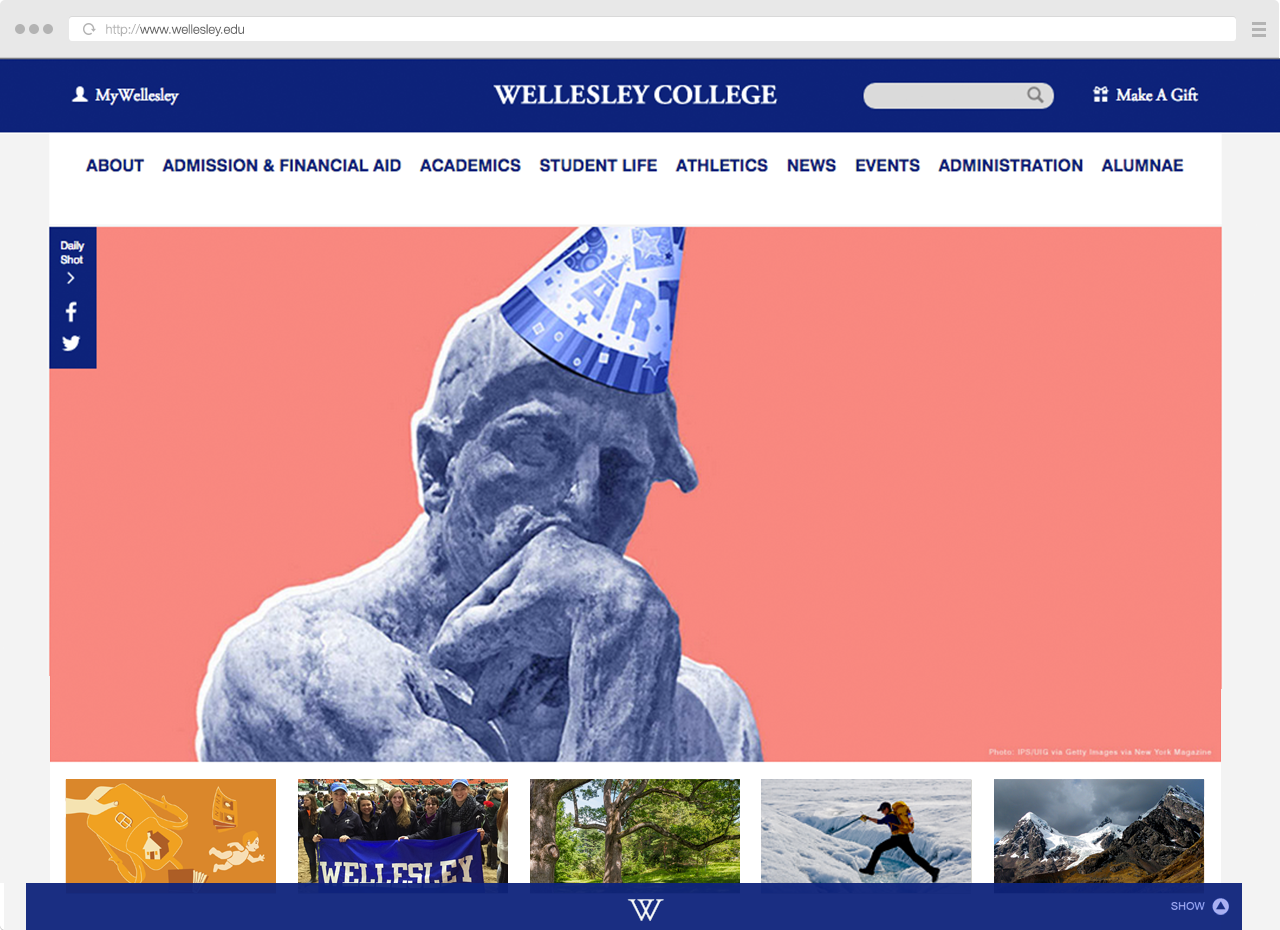 http://www.wellesley.edu
MyWellesley
WELLESLEY COLLEGE
Make A Gift
ABOUT ADMISSION & FINANCIAL AID ACADEMICS STUDENT LIFE ATHLETICS NEWS EVENTS ADMINISTRATION ALUMNAE
Daily
Shot
PART
Photo: IPS/UIG via Getty Images via New York Magazine
WELLESLEY
W
SHOW